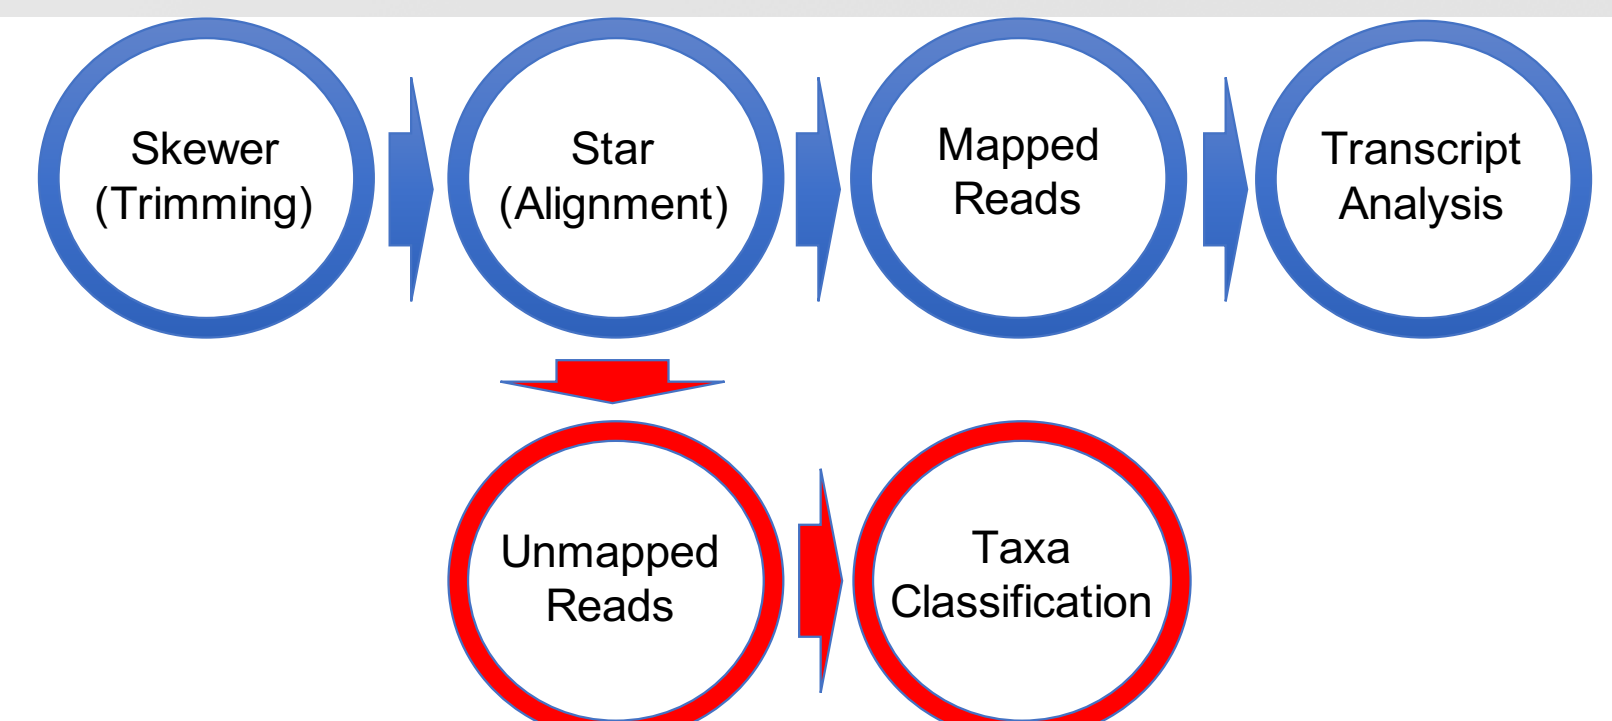 Skewer
(Trimming)
Star
(Alignment)
Mapped
Reads
Transcript
Analysis
Unmapped
Reads
Taxa
Classification